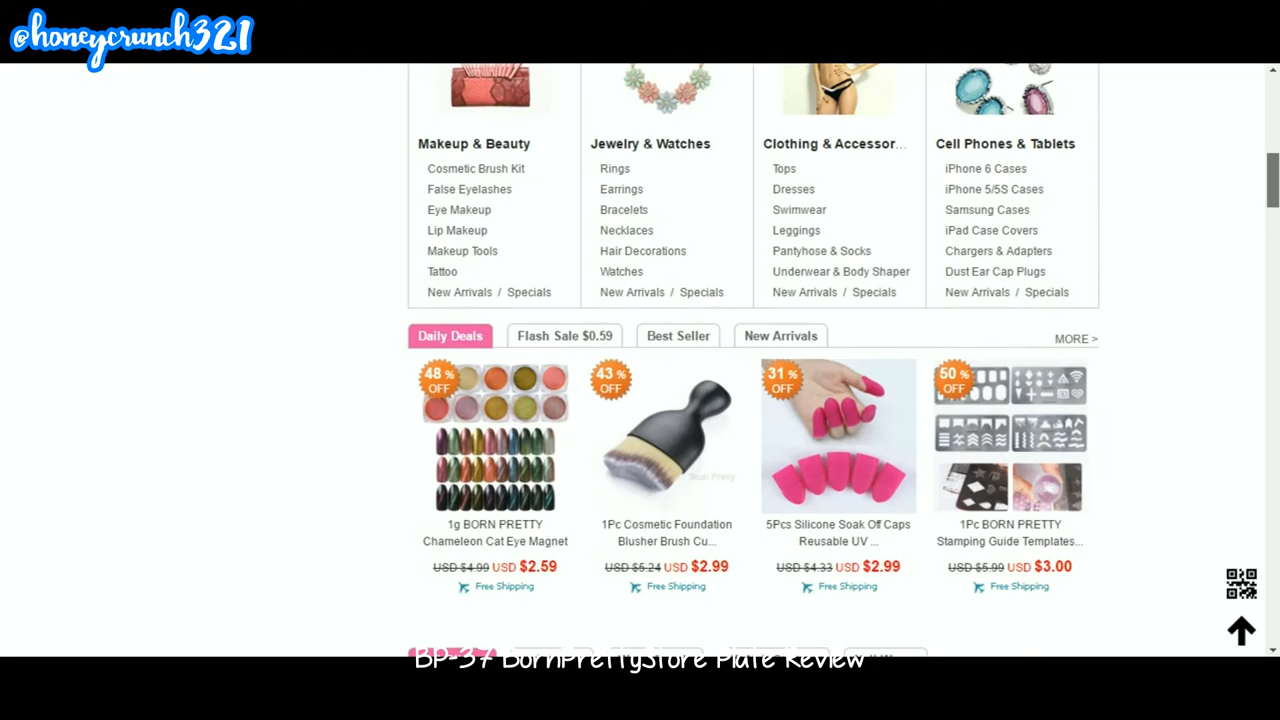 @honeycrunch321
Makeup & Beauty
Cosmetic Brush Kit
False Eyelashes
Eye Makeup
Lip Makeup
Makeup Tools
Tattoo
New Arrivals / Specials
Jewelry & Watches
Rings
Earrings
Bracelets
Necklaces
Hair Decorations
Watches
New Arrivals / Specials
Clothing & Accessor...
Tops
Dresses
Swimwear
Leggings
Pantyhose & Socks
Underwear & Body Shaper
New Arrivals / Specials
Cell Phones & Tablets
iPhone 6 Cases
iPhone 5/5S Cases
Samsung Cases
iPad Case Covers
Chargers & Adapters
Dust Ear Cap Plugs
New Arrivals / Specials
Daily Deals
Flash Sale $0.59
Best Seller
New Arrivals
MORE >
48 %
OFF
1g BORN PRETTY
Chameleon Cat Eye Magnet
USD $4.99 USD $2.59
Free Shipping
43 %
OFF
Born Pretty
1Pc Cosmetic Foundation
Blusher Brush Cu...
USD $5.24 USD $2.99
Free Shipping
31 %
OFF
5Pcs Silicone Soak Off Caps
Reusable UV ...
USD $4.33 USD $2.99
Free Shipping
50 %
OFF
1Pc BORN PRETTY
Stamping Guide Templates...
USD $5.99 USD $3.00
Free Shipping
BP-37 BornPrettyStore Plate Review